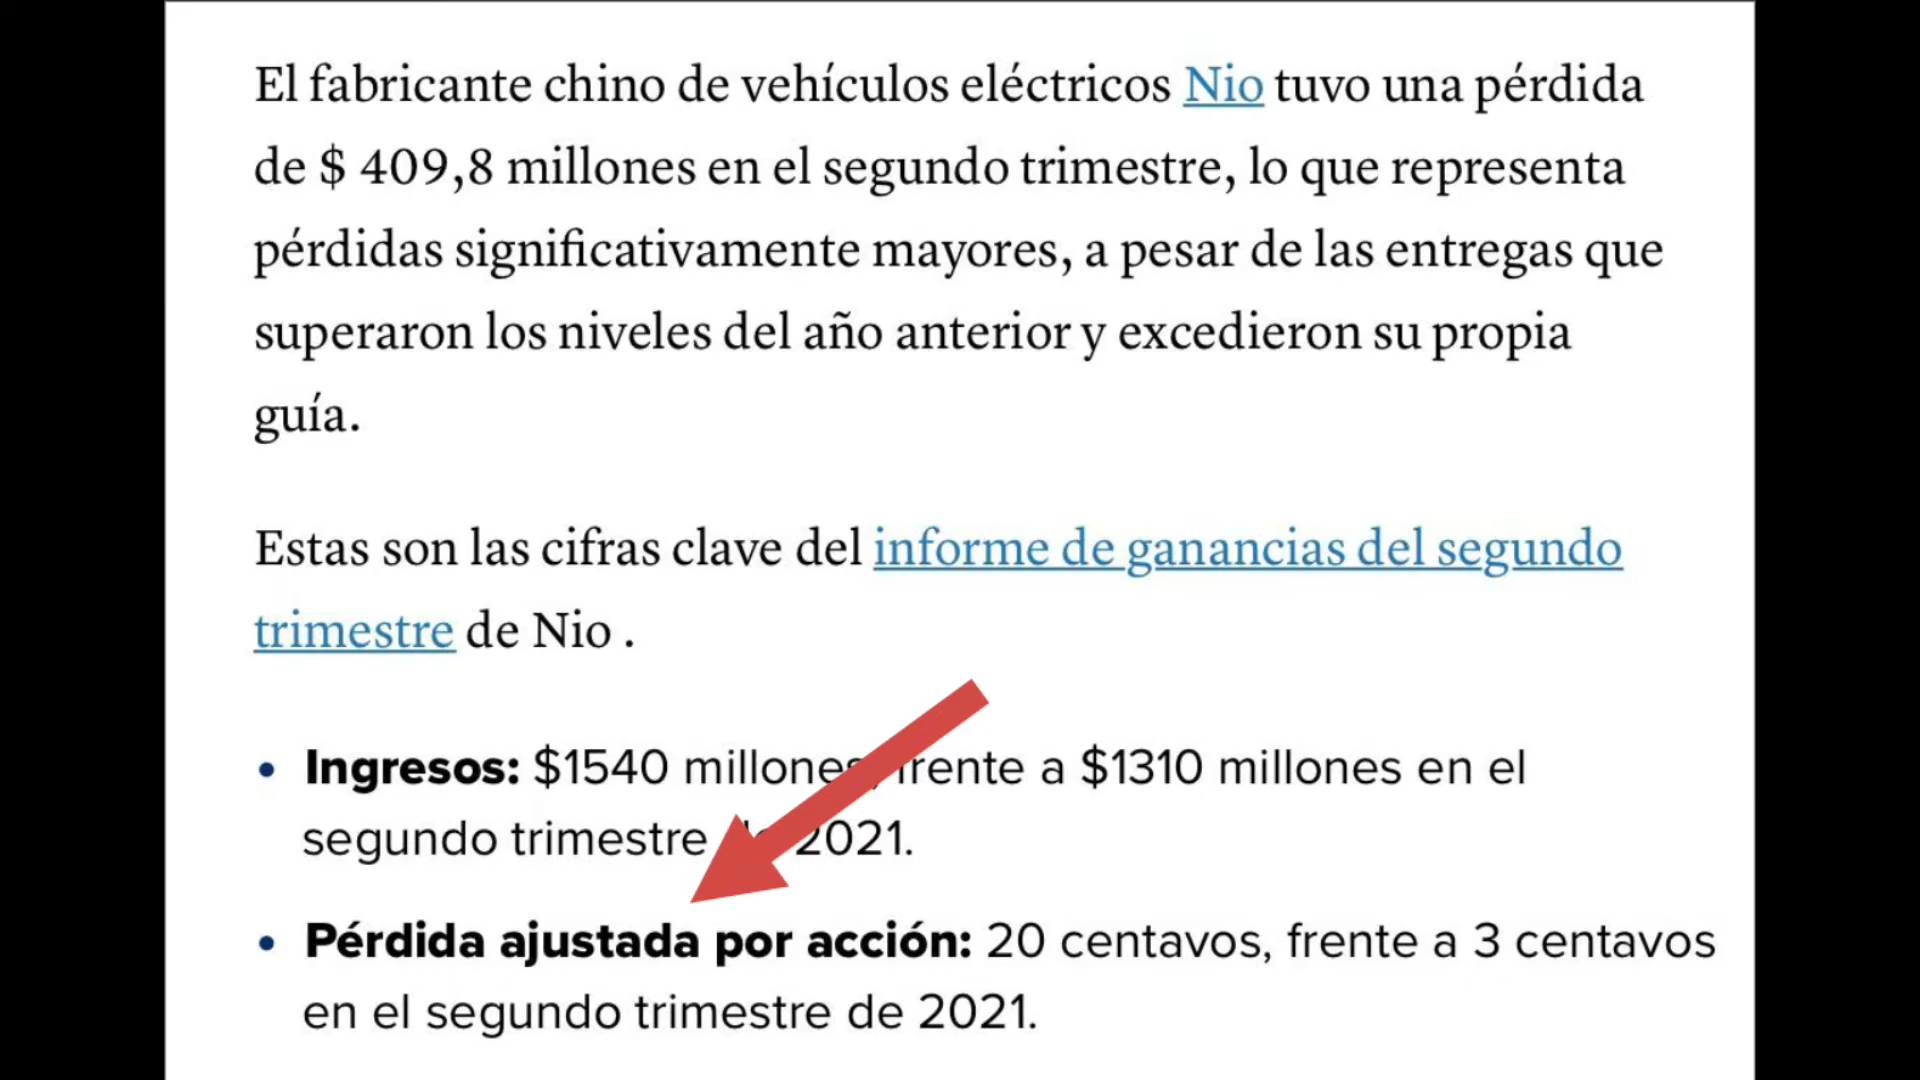 El fabricante chino de vehículos eléctricos Nio tuvo una pérdida
de $ 409,8 millones en el segundo trimestre, lo que representa
pérdidas significativamente mayores, a pesar de las entregas que
superaron los niveles del año anterior y excedieron su propia
guía.
Estas son las cifras clave del informe de ganancias del segundo
trimestre de Nio .
• Ingresos: $1540 millones, frente a $1310 millones en el
segundo trimestre de 2021.
• Pérdida ajustada por acción: 20 centavos, frente a 3 centavos
en el segundo trimestre de 2021.